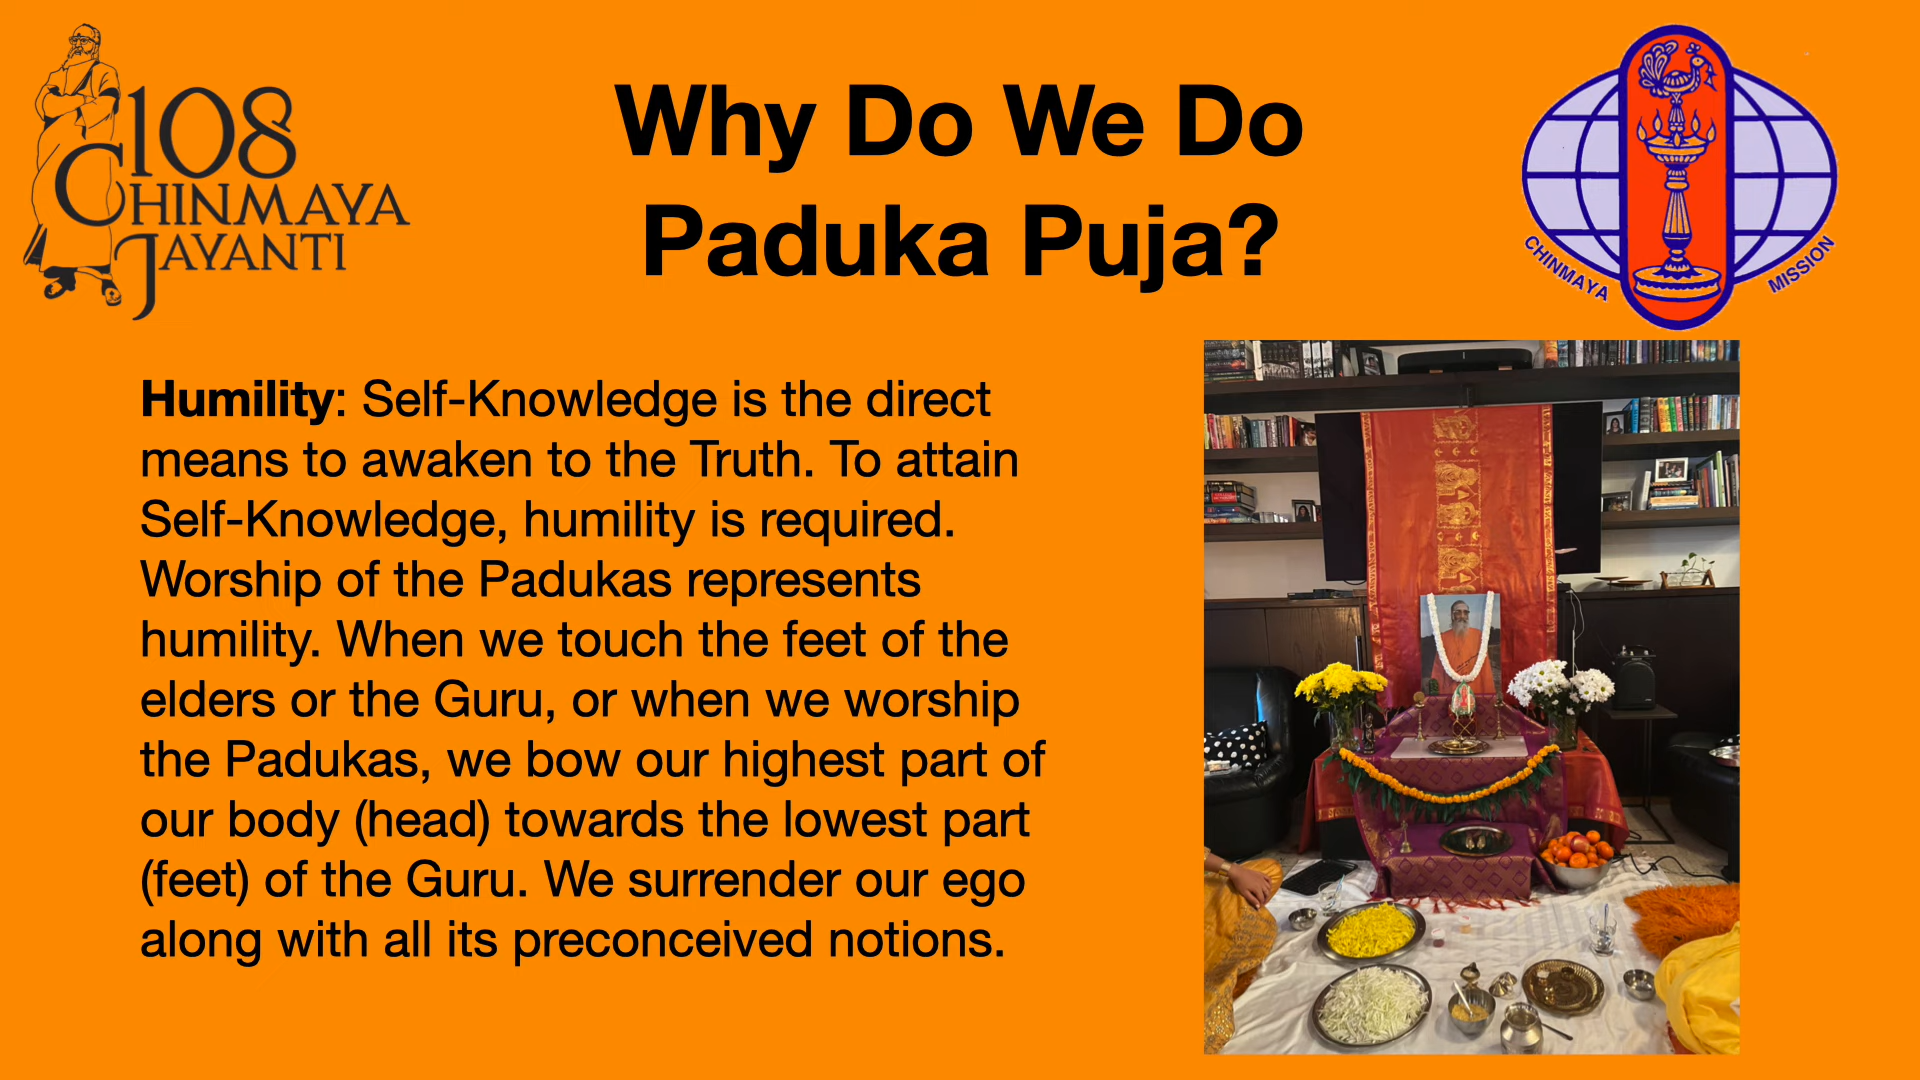 108
CHINMAYA
JAYANTI
Why Do We Do
Paduka Puja?
CHINMAYA MISSION
Humility: Self-Knowledge is the direct
means to awaken to the Truth. To attain
Self-Knowledge, humility is required.
Worship of the Padukas represents
humility. When we touch the feet of the
elders or the Guru, or when we worship
the Padukas, we bow our highest part of
our body (head) towards the lowest part
(feet) of the Guru. We surrender our ego
along with all its preconceived notions.